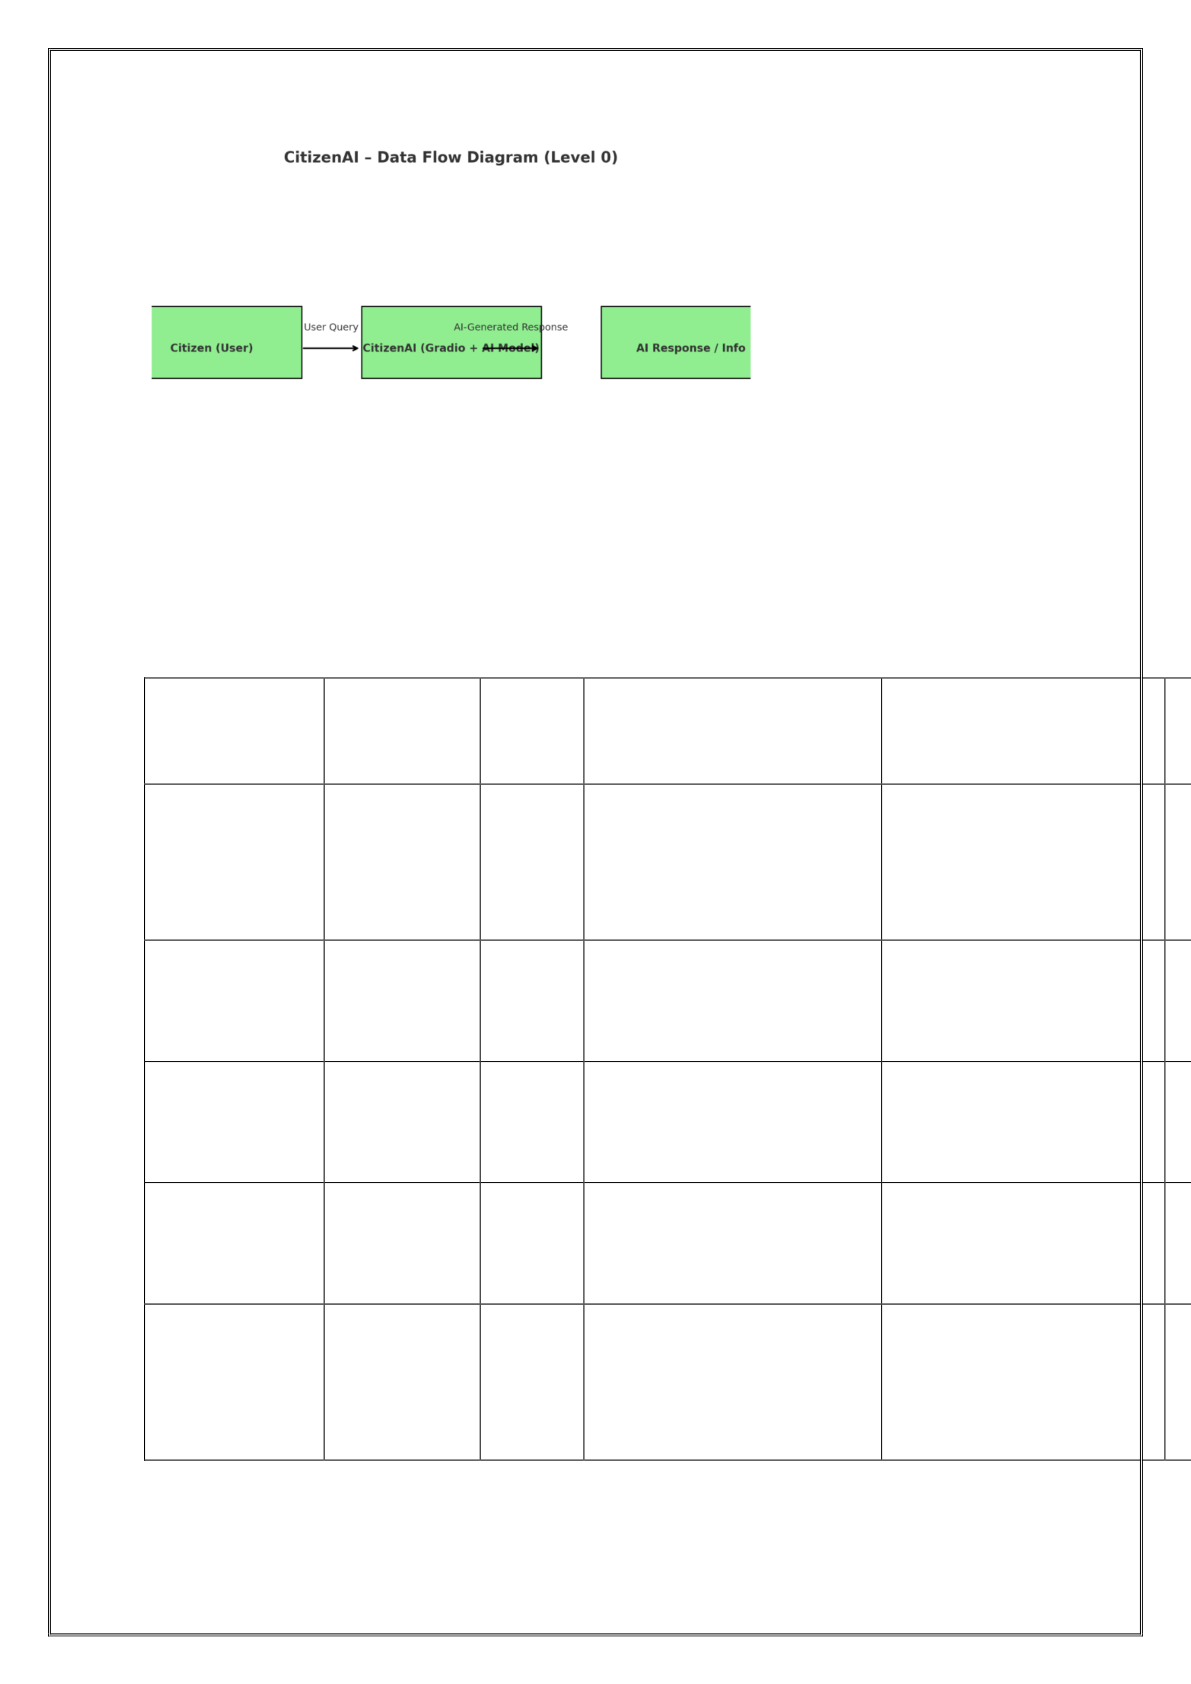 CitizenAI – Data Flow Diagram (Level 0)
User Query
AI-Generated Response
Citizen (User)
CitizenAI (Gradio + AI Model)
AI Response / Info